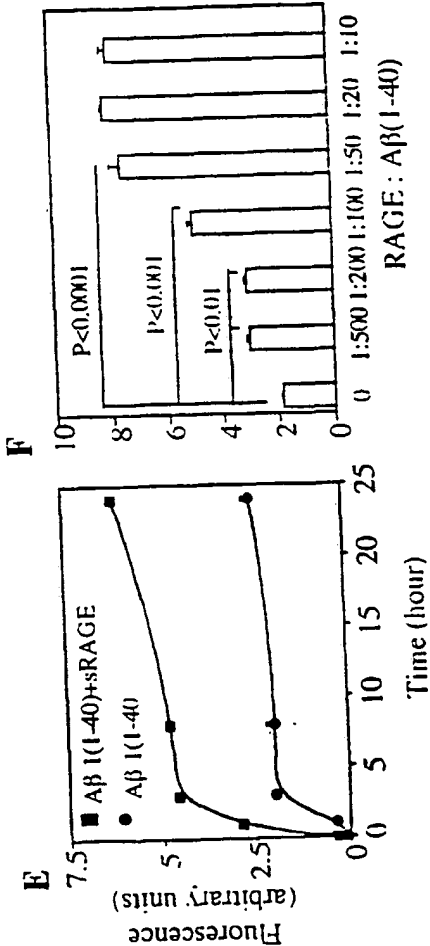 E
Fluorescence
(arbitrary units)
7.5
5
2.5
0
Aβ 1(1-40)+sRAGE
Aβ 1(1-40
0
5
10
15
20
25
Time (hour)
F
10
8
6
4
2
0
P<0.0001
P<0.001
P<0.01
0 1:500 1:200 1:100 1:50 1:20 1:10
RAGE : Aβ(1-40)